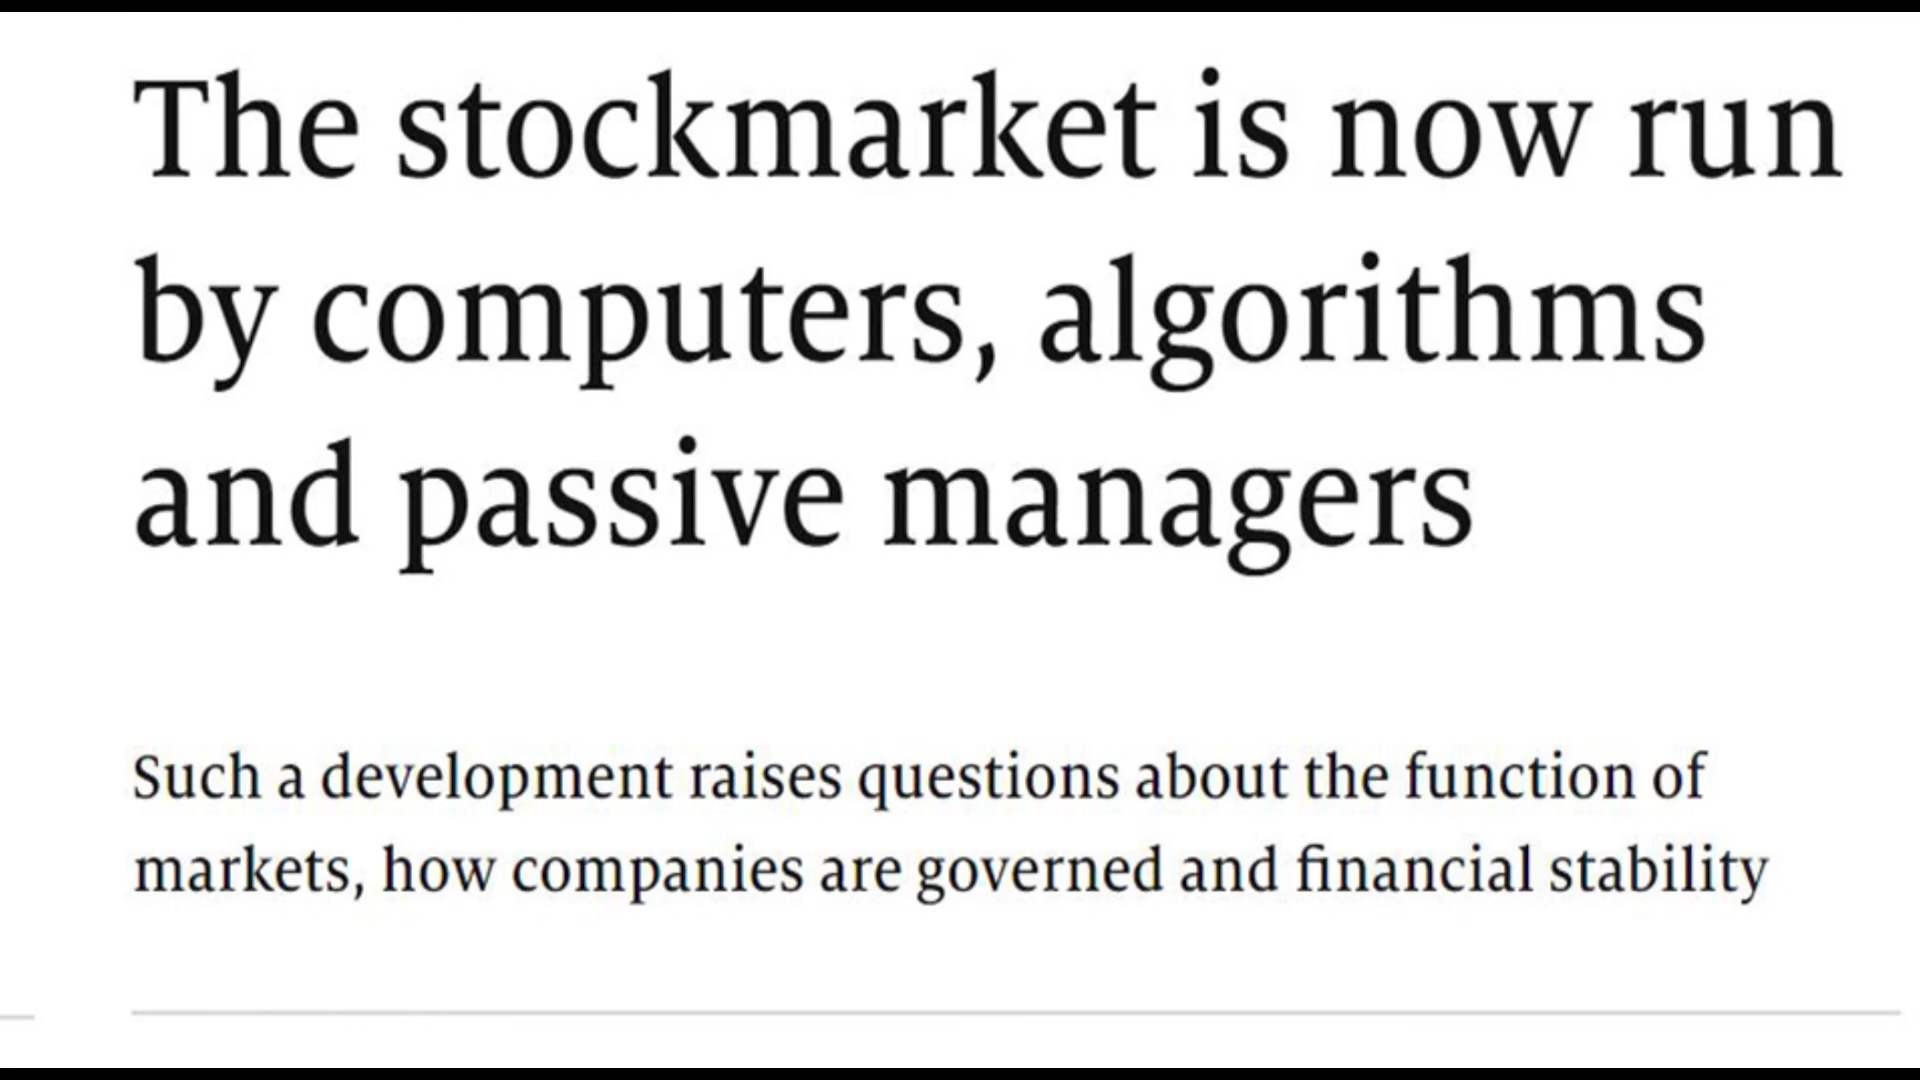 The stockmarket is now run
by computers, algorithms
and passive managers
Such a development raises questions about the function of
markets, how companies are governed and financial stability